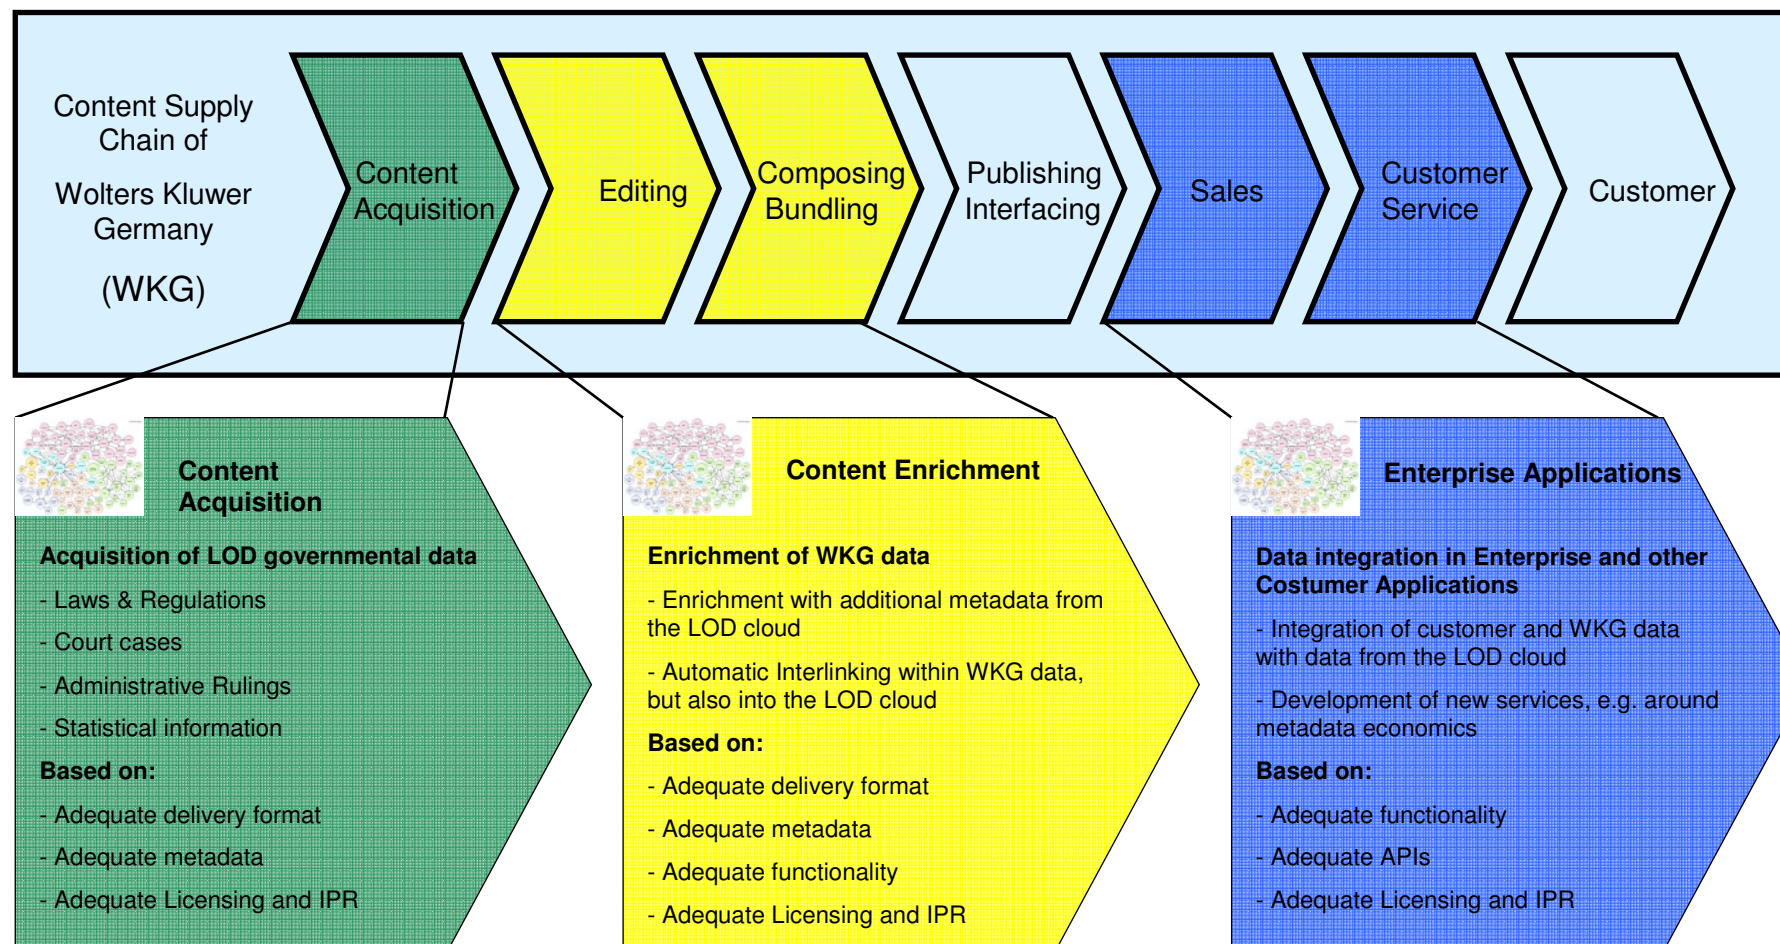 Content Supply
Chain of
Wolters Kluwer
Germany
(WKG)
Content
Acquisition
Editing
Composing
Bundling
Publishing
Interfacing
Sales
Customer
Service
Customer
Content
Acquisition
Acquisition of LOD governmental data
- Laws & Regulations
- Court cases
- Administrative Rulings
- Statistical information
Based on:
- Adequate delivery format
- Adequate metadata
- Adequate Licensing and IPR
Content Enrichment
Enrichment of WKG data
- Enrichment with additional metadata from
the LOD cloud
- Automatic Interlinking within WKG data,
but also into the LOD cloud
Based on:
- Adequate delivery format
- Adequate metadata
- Adequate functionality
- Adequate Licensing and IPR
Enterprise Applications
Data integration in Enterprise and other
Costumer Applications
- Integration of customer and WKG data
with data from the LOD cloud
- Development of new services, e.g. around
metadata economics
Based on:
- Adequate functionality
- Adequate APIs
- Adequate Licensing and IPR